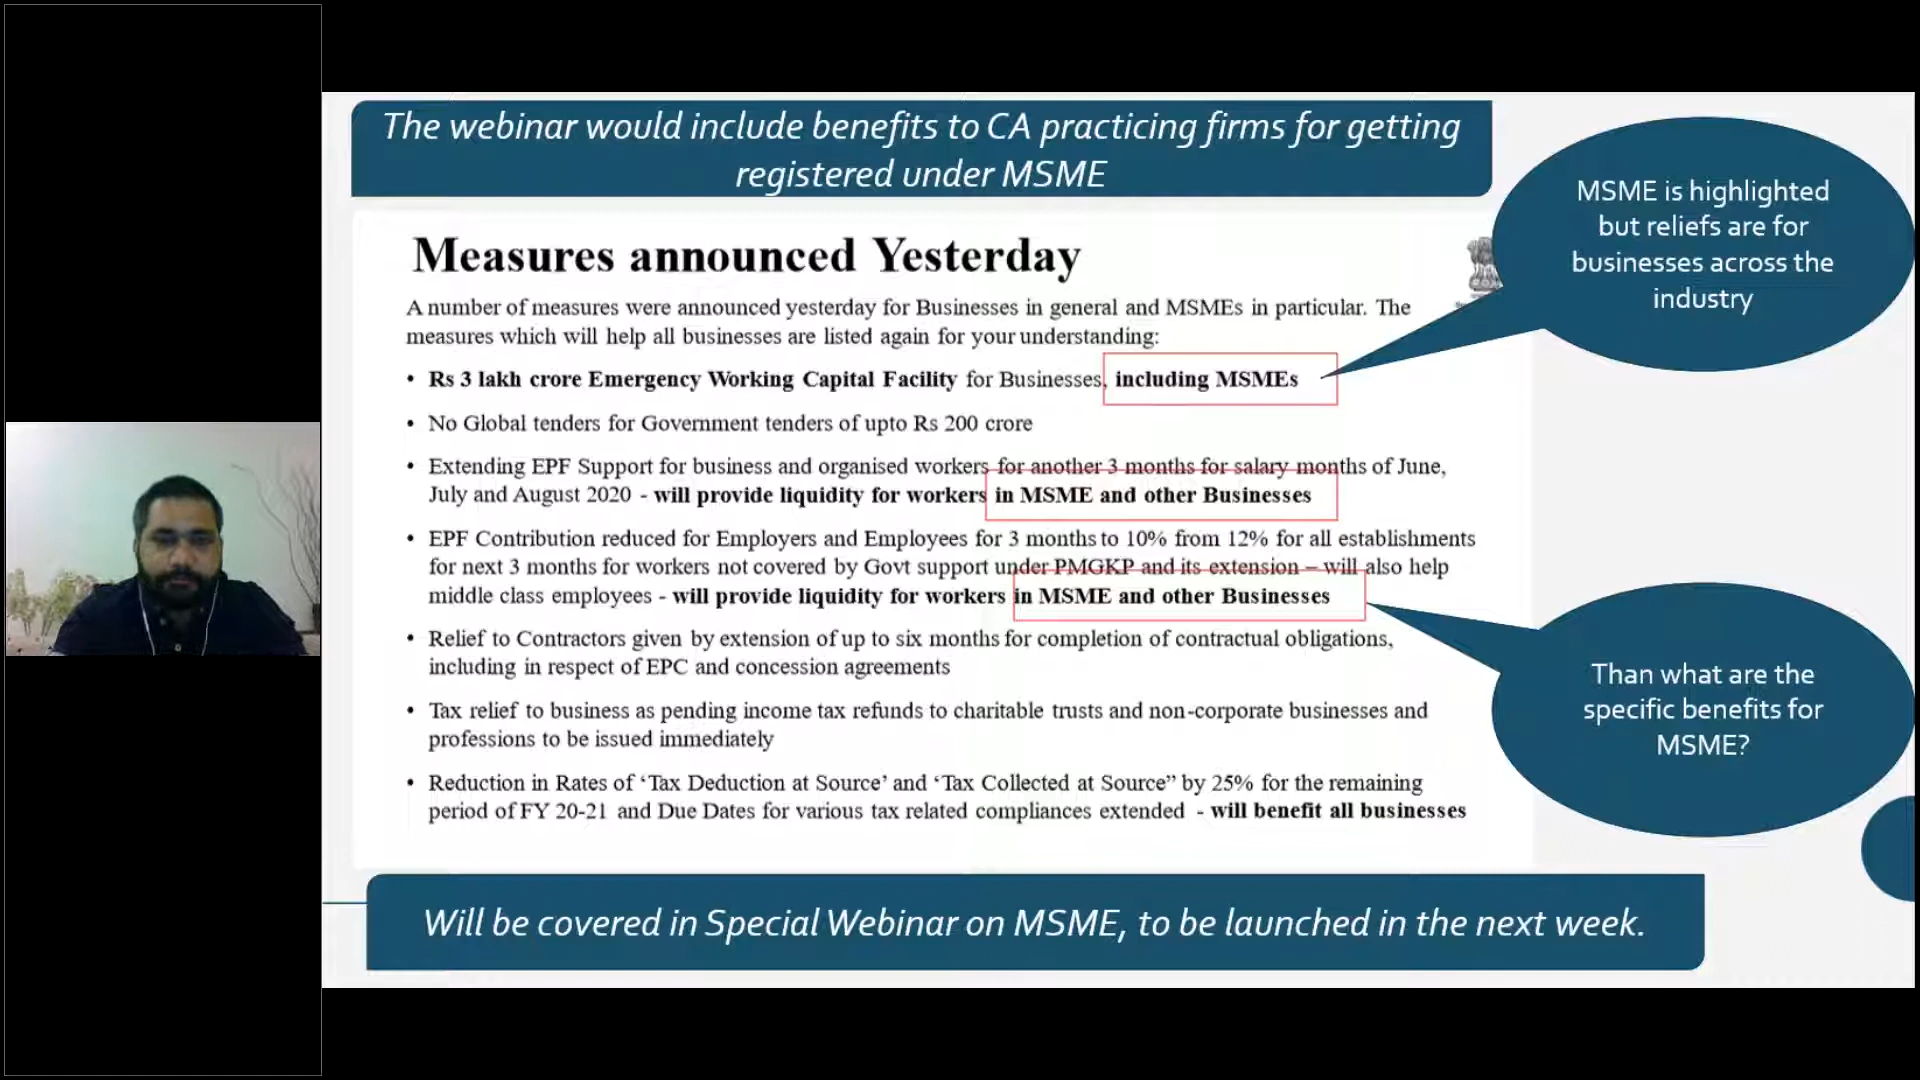 The webinar would include benefits to CA practicing firms for getting
registered under MSME
MSME is highlighted
but reliefs are for
businesses across the
industry
Measures announced Yesterday
A number of measures were announced yesterday for Businesses in general and MSMEs in particular. The
measures which will help all businesses are listed again for your understanding:
• Rs 3 lakh crore Emergency Working Capital Facility for Businesses, including MSMEs
• No Global tenders for Government tenders of upto Rs 200 crore
• Extending EPF Support for business and organised workers for another 3 months for salary months of June,
July and August 2020 - will provide liquidity for workers in MSME and other Businesses
• EPF Contribution reduced for Employers and Employees for 3 months to 10% from 12% for all establishments
for next 3 months for workers not covered by Govt support under PMGKP and its extension – will also help
middle class employees - will provide liquidity for workers in MSME and other Businesses
• Relief to Contractors given by extension of up to six months for completion of contractual obligations,
including in respect of EPC and concession agreements
• Tax relief to business as pending income tax refunds to charitable trusts and non-corporate businesses and
professions to be issued immediately
• Reduction in Rates of ‘Tax Deduction at Source’ and ‘Tax Collected at Source” by 25% for the remaining
period of FY 20-21 and Due Dates for various tax related compliances extended - will benefit all businesses
Than what are the
specific benefits for
MSME?
Will be covered in Special Webinar on MSME, to be launched in the next week.